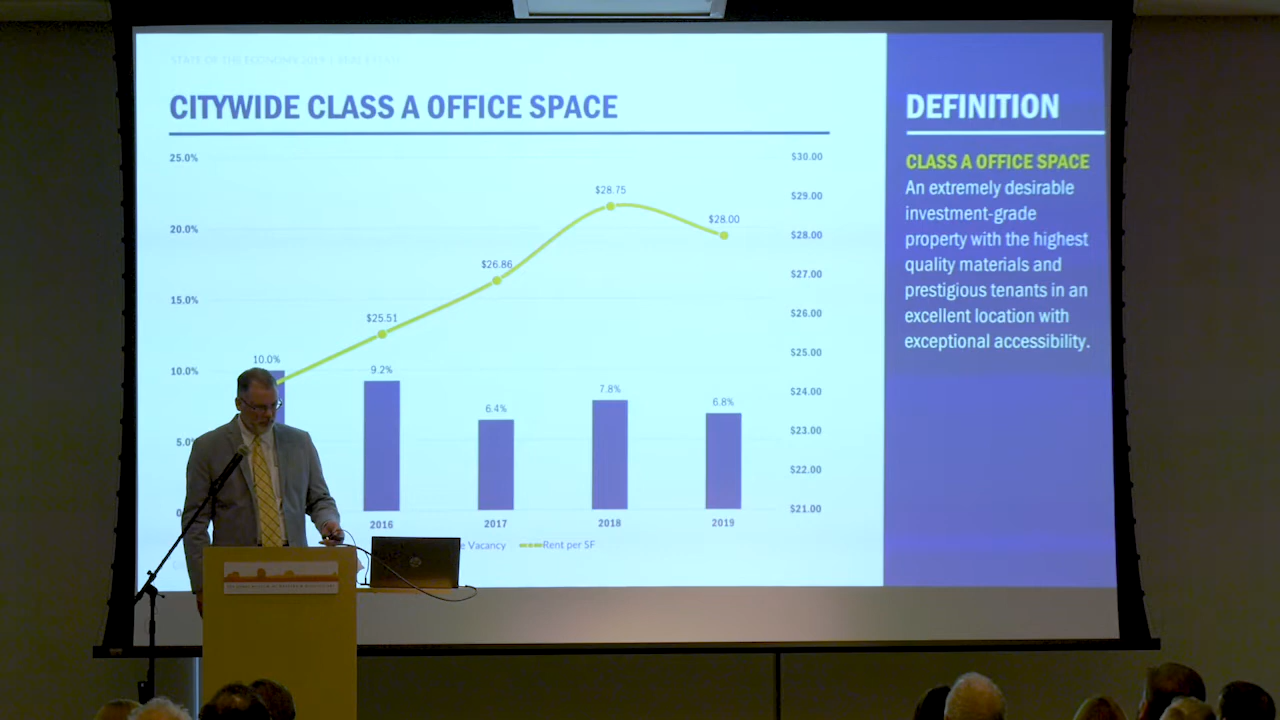 STATE OF THE ECONOMY 2019 | REAL ESTATE
CITYWIDE CLASS A OFFICE SPACE
25.0%
20.0%
15.0%
10.0%
5.0%
0
$30.00
$29.00
$28.00
$27.00
$26.00
$25.00
$24.00
$23.00
$22.00
$21.00
10.0%
9.2%
6.4%
7.8%
6.8%
$25.51
$26.86
$28.75
$28.00
2016
2017
2018
2019
e Vacancy
Rent per SF
DEFINITION
CLASS A OFFICE SPACE
An extremely desirable
investment-grade
property with the highest
quality materials and
prestigious tenants in an
excellent location with
exceptional accessibility.